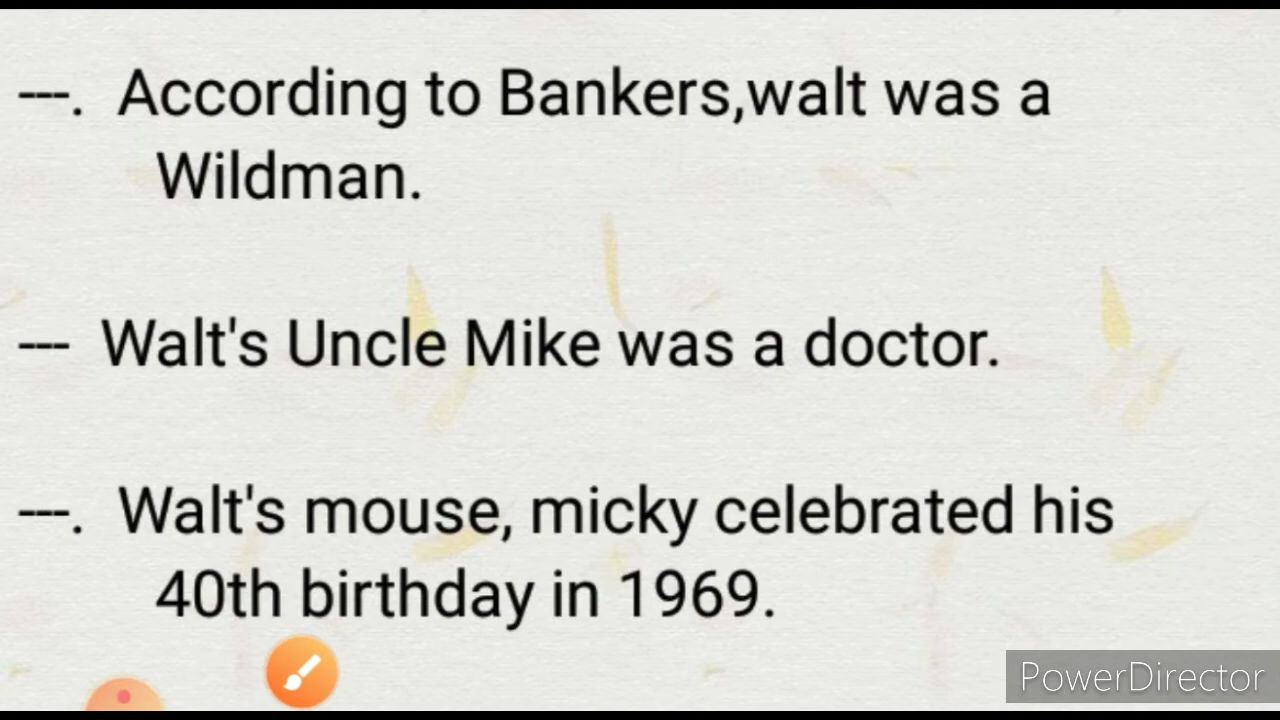 ---. According to Bankers,walt was a
Wildman.
--- Walt's Uncle Mike was a doctor.
---. Walt's mouse, micky celebrated his
40th birthday in 1969.
PowerDirector